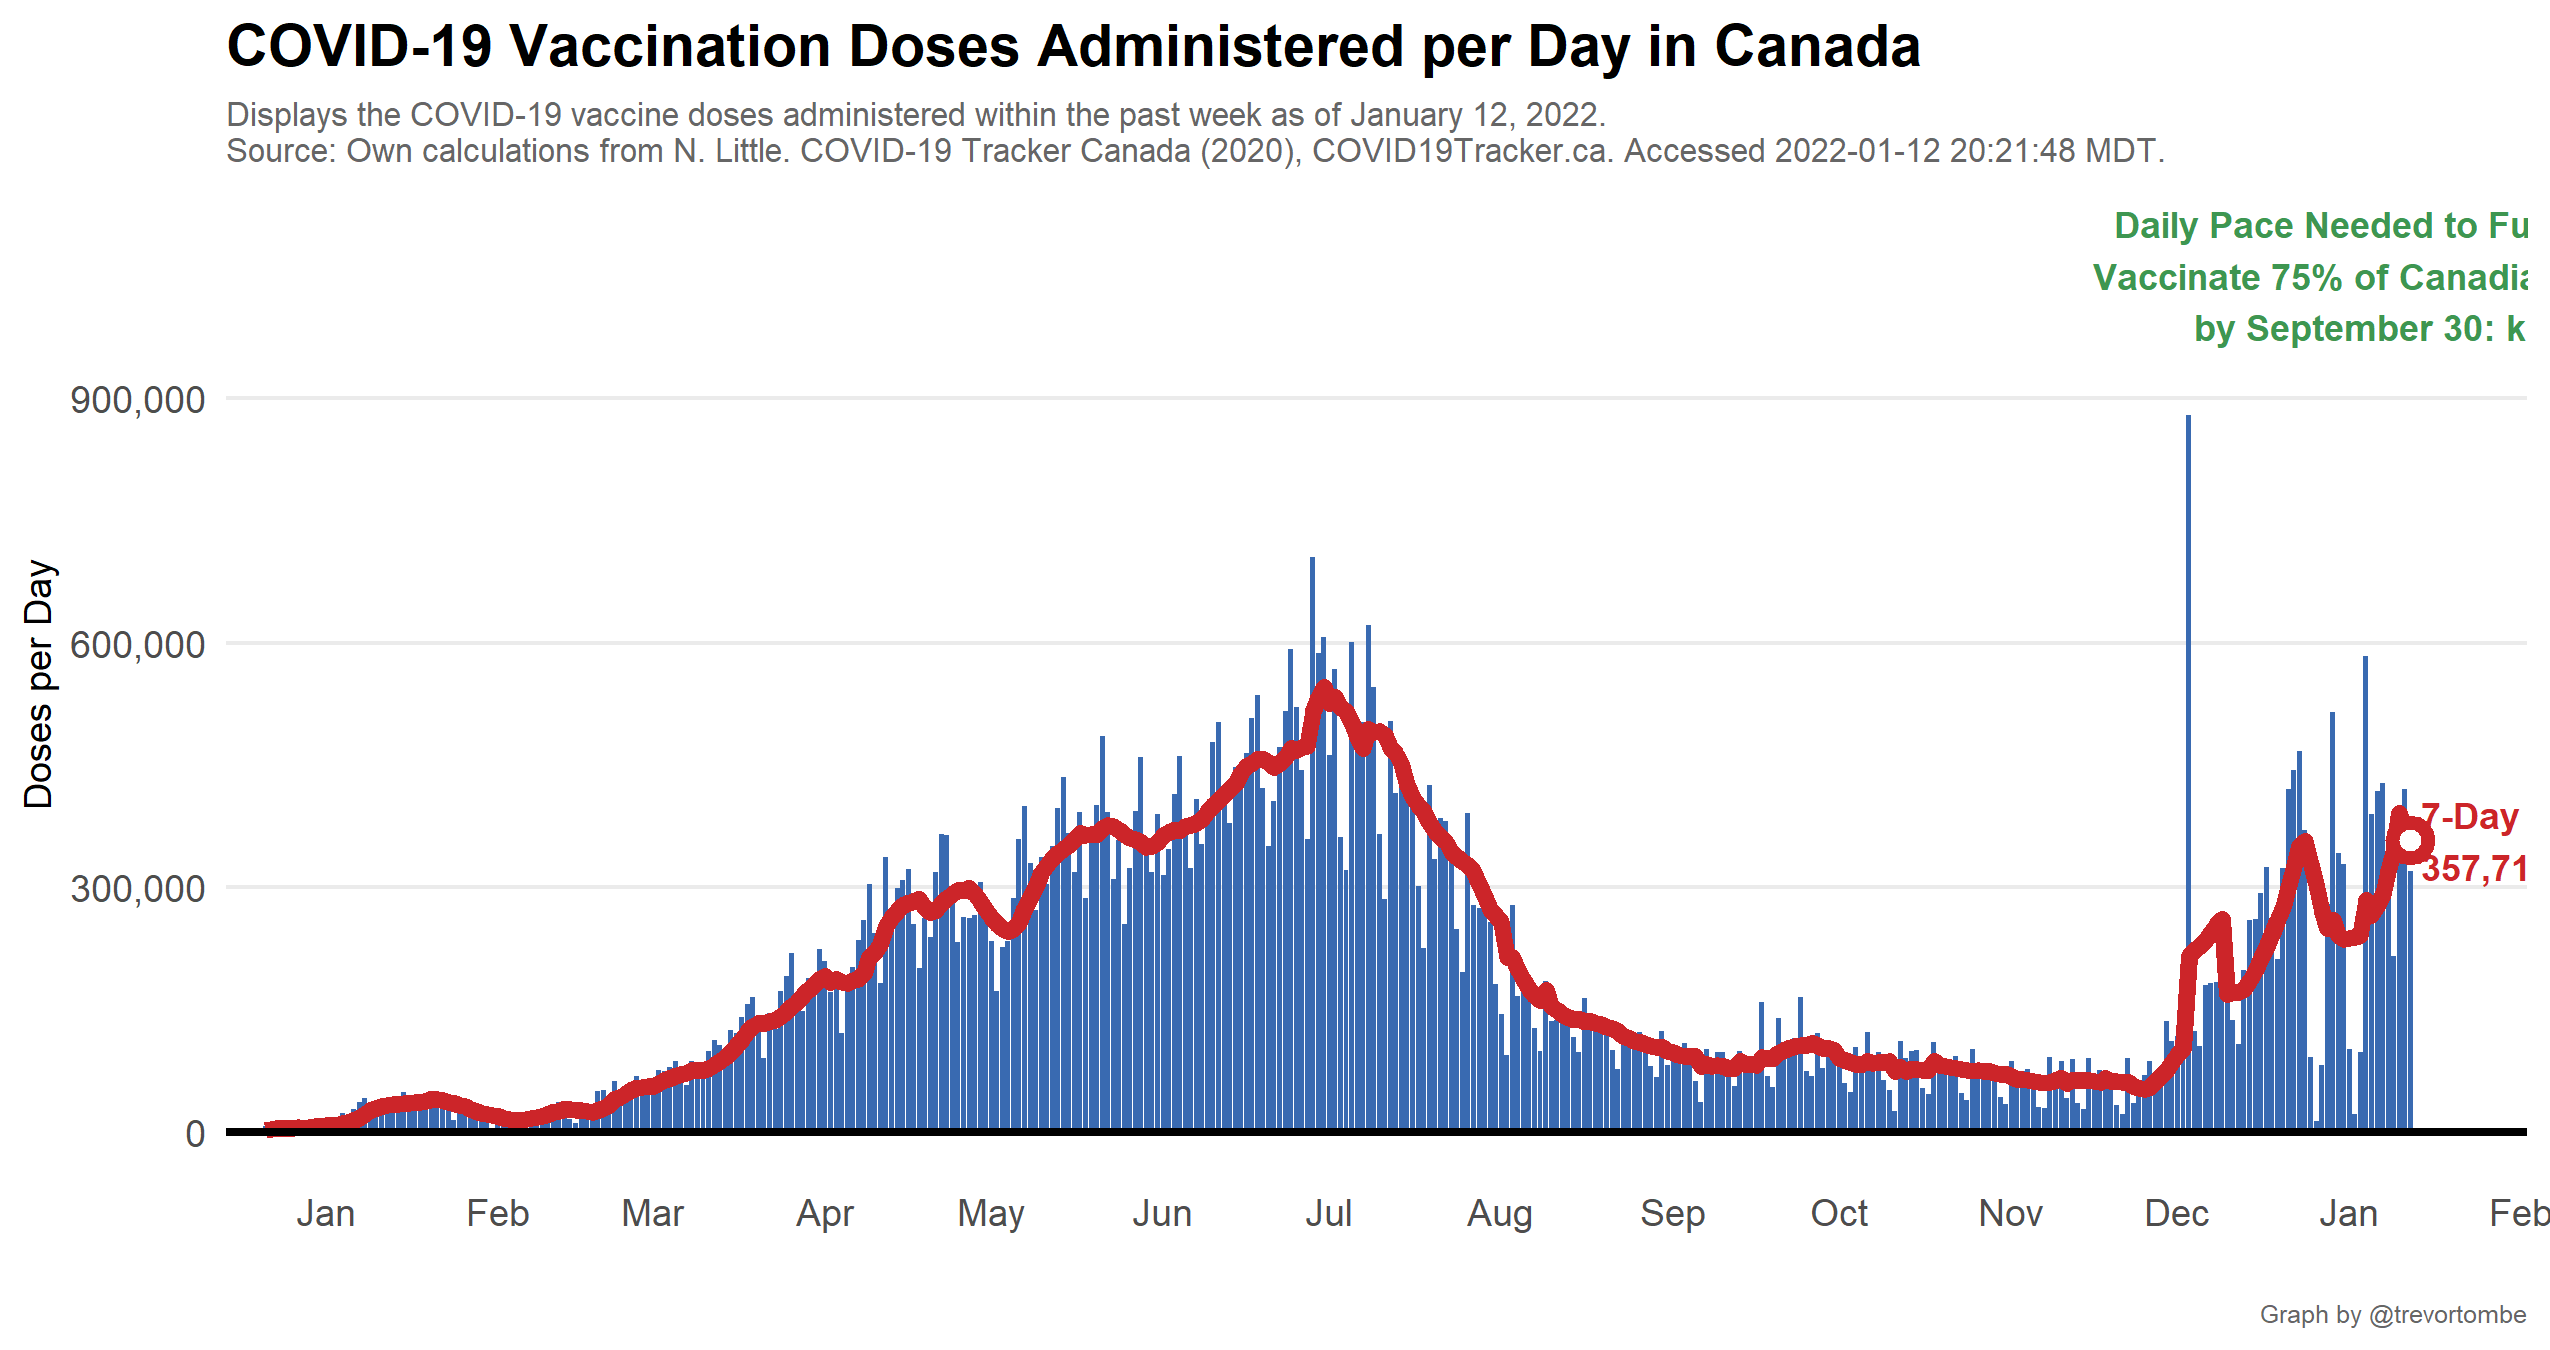 COVID-19 Vaccination Doses Administered per Day in Canada
Displays the COVID-19 vaccine doses administered within the past week as of January 12, 2022.
Source: Own calculations from N. Little. COVID-19 Tracker Canada (2020), COVID19Tracker.ca. Accessed 2022-01-12 20:21:48 MDT.
Daily Pace Needed to Fu
Vaccinate 75% of Canadia
by September 30: k
900,000
600,000
300,000
0
Doses per Day
7-Day
357,71
Jan Feb Mar Apr May Jun Jul Aug Sep Oct Nov Dec Jan Feb
Graph by @trevortombe